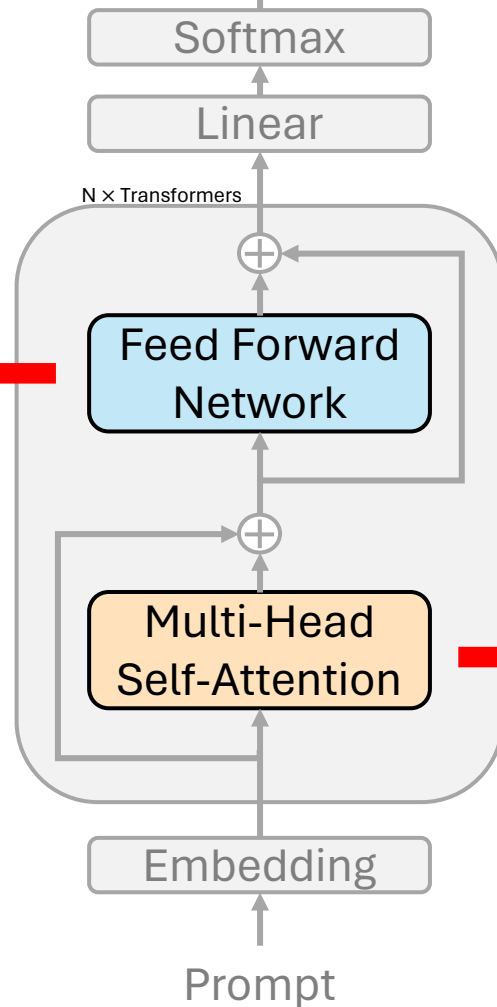 Softmax
Linear
N × Transformers
Feed Forward
Network
Multi-Head
Self-Attention
Embedding
Prompt